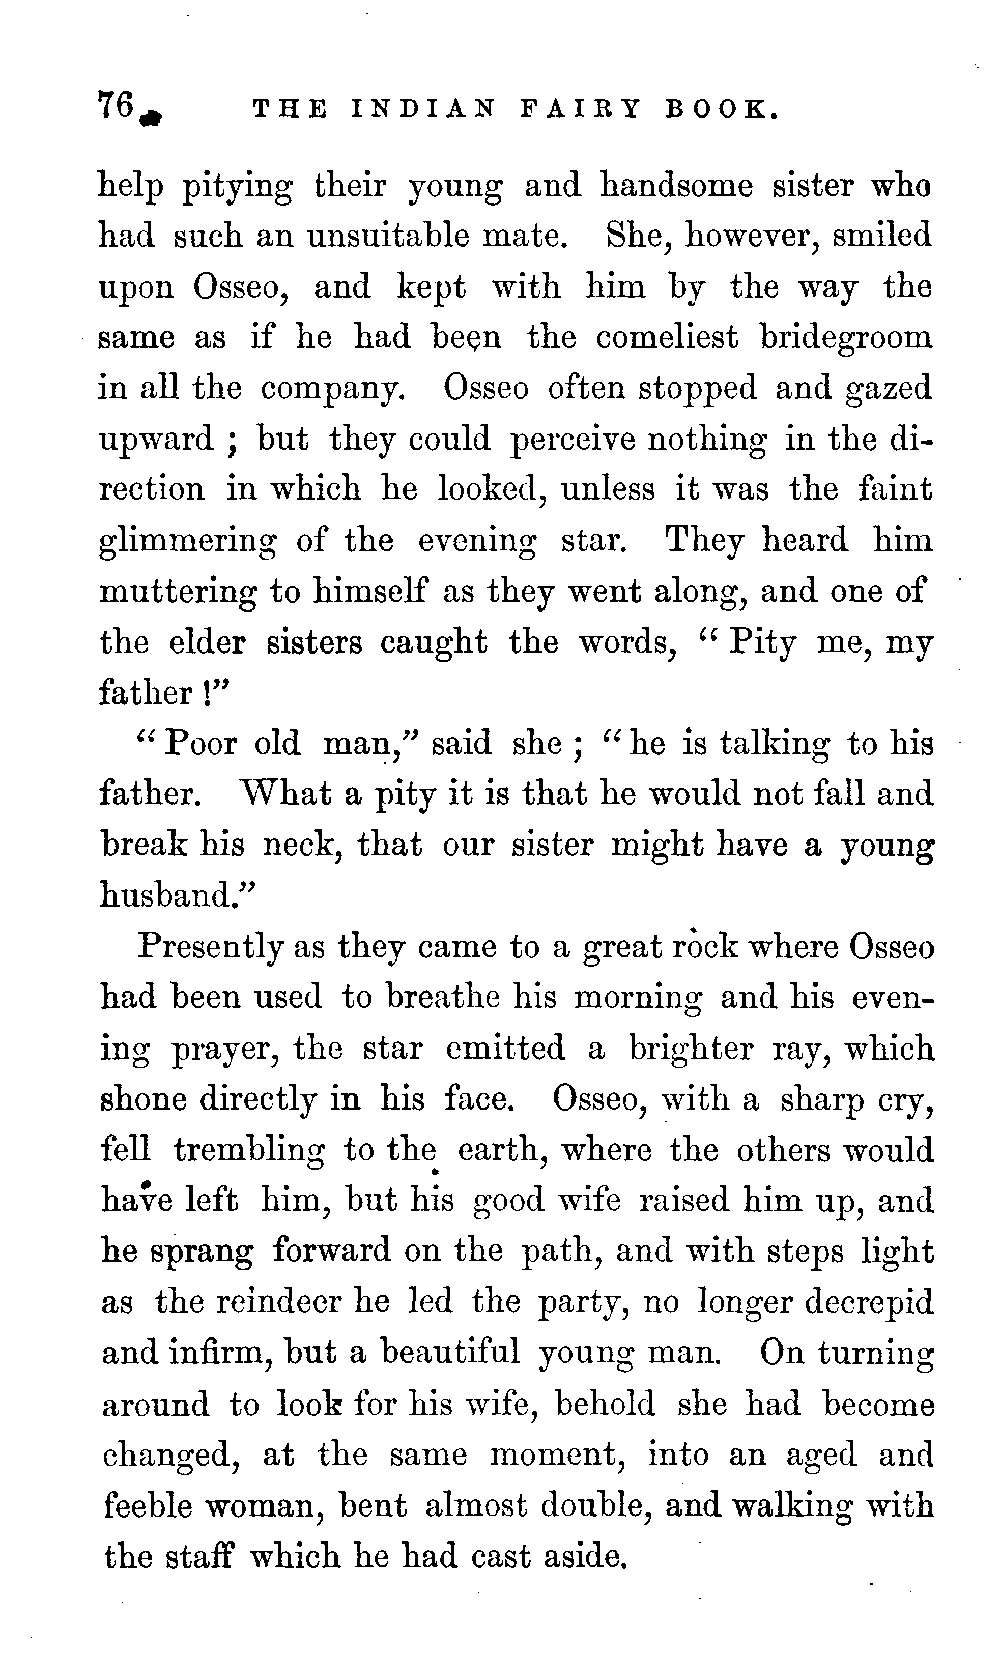 76 THE INDIAN FAIRY BOOK.
help pitying their young and handsome sister who
had such an unsuitable mate. She, however, smiled
upon Osseo, and kept with him by the way the
same as if he had been the comeliest bridegroom
in all the company. Osseo often stopped and gazed
upward ; but they could perceive nothing in the di-
rection in which he looked, unless it was the faint
glimmering of the evening star. They heard him
muttering to himself as they went along, and one of
the elder sisters caught the words, “ Pity me, my
father !”
“ Poor old man,” said she ; “ he is talking to his
father. What a pity it is that he would not fall and
break his neck, that our sister might have a young
husband.”
Presently as they came to a great rock where Osseo
had been used to breathe his morning and his even-
ing prayer, the star emitted a brighter ray, which
shone directly in his face. Osseo, with a sharp cry,
fell trembling to the earth, where the others would
have left him, but his good wife raised him up, and
he sprang forward on the path, and with steps light
as the reindeer he led the party, no longer decrepid
and infirm, but a beautiful young man. On turning
around to look for his wife, behold she had become
changed, at the same moment, into an aged and
feeble woman, bent almost double, and walking with
the staff which he had cast aside.